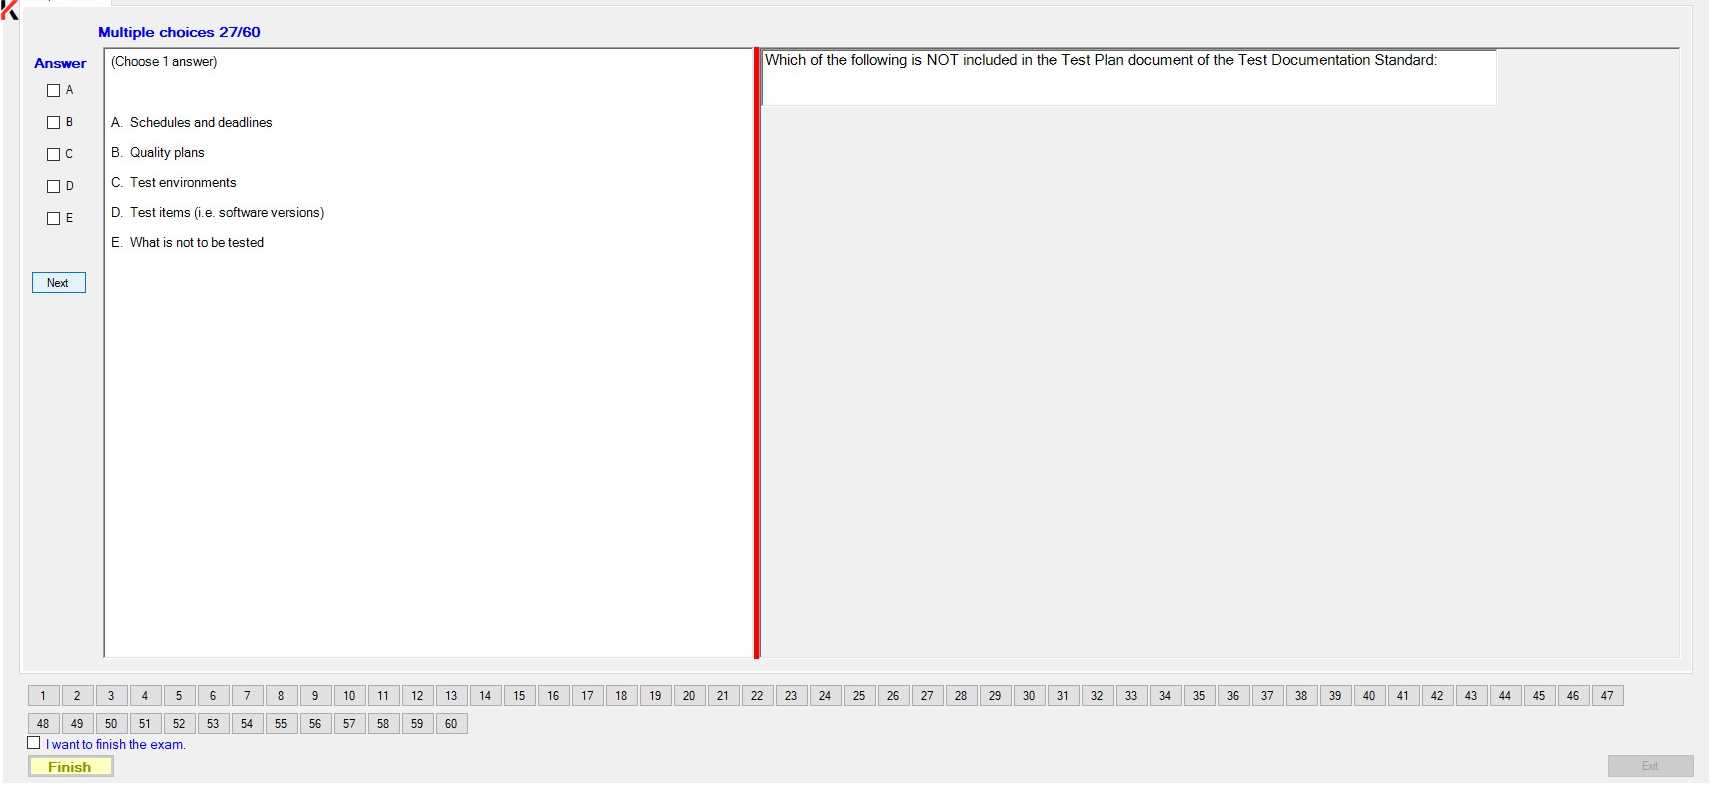 Multiple choices 27/60
Answer
A
B
C
D
E
Next
(Choose 1 answer)
A. Schedules and deadlines
B. Quality plans
C. Test environments
D. Test items (i.e. software versions)
E. What is not to be tested
Which of the following is NOT included in the Test Plan document of the Test Documentation Standard:
1 2 3 4 5 6 7 8 9 10 11 12 13 14 15 16 17 18 19 20 21 22 23 24 25 26 27 28 29 30 31 32 33 34 35 36 37 38 39 40 41 42 43 44 45 46 47
48 49 50 51 52 53 54 55 56 57 58 59 60
I want to finish the exam.
Finish
Exit